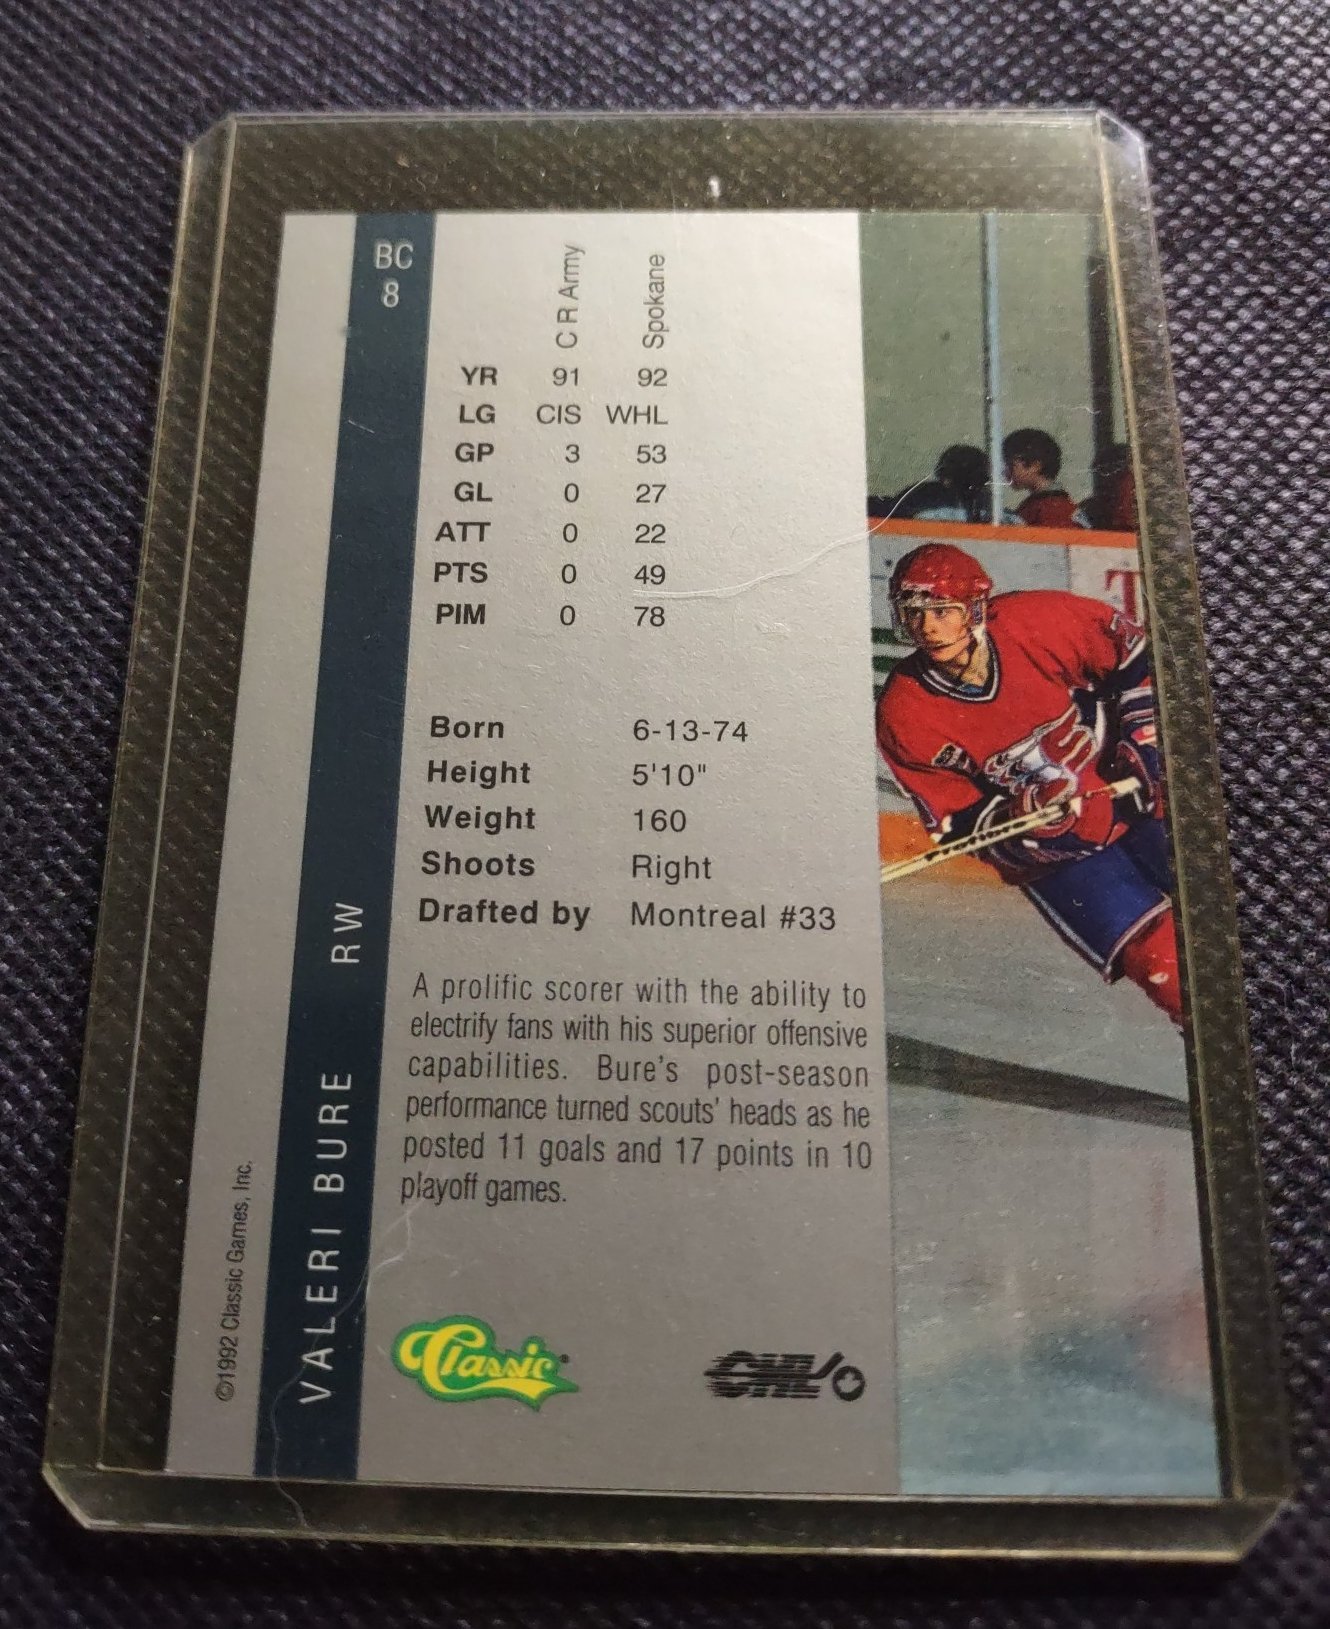 BC
8
C R Army Spokane
YR 91 92
LG CIS WHL
GP 3 53
GL 0 27
ATT 0 22
PTS 0 49
PIM 0 78
Born 6-13-74
Height 5'10"
Weight 160
Shoots Right
Drafted by Montreal #33
A prolific scorer with the ability to
electrify fans with his superior offensive
capabilities. Bure's post-season
performance turned scouts' heads as he
posted 11 goals and 17 points in 10
playoff games.
VALERI BURE RW
©1992 Classic Games, Inc.
Classic
CHL
T